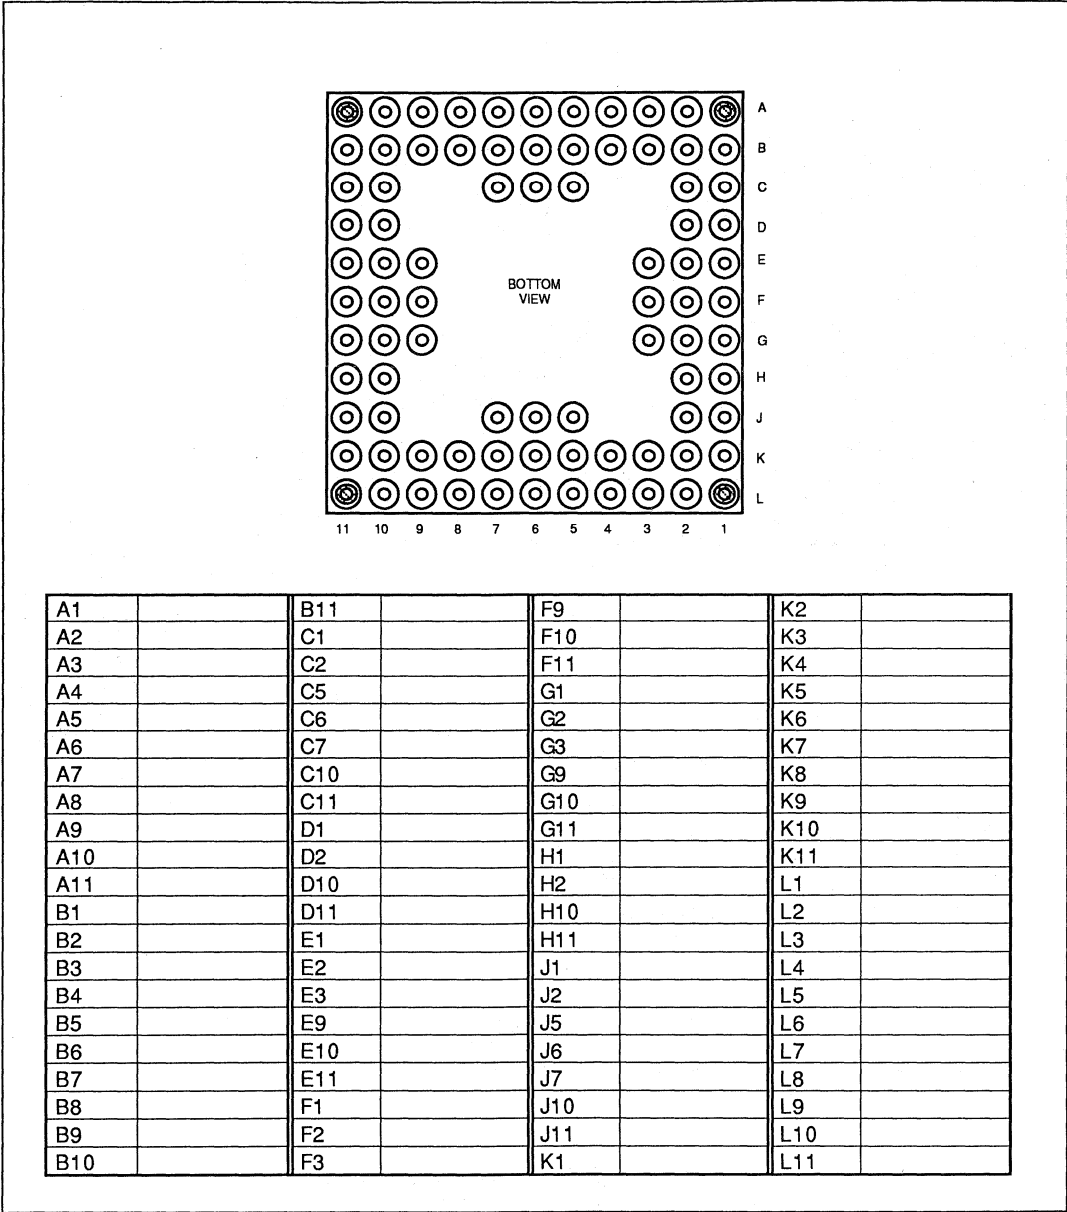 A
B
C
D
E
BOTTOM
VIEW
F
G
H
J
K
L
11 10 9 8 7 6 5 4 3 2 1
A1 B11 F9 K2
A2 C1 F10 K3
A3 C2 F11 K4
A4 C5 G1 K5
A5 C6 G2 K6
A6 C7 G3 K7
A7 C10 G9 K8
A8 C11 G10 K9
A9 D1 G11 K10
A10 D2 H1 K11
A11 D10 H2 L1
B1 D11 H10 L2
B2 E1 H11 L3
B3 E2 J1 L4
B4 E3 J2 L5
B5 E9 J5 L6
B6 E10 J6 L7
B7 E11 J7 L8
B8 F1 J10 L9
B9 F2 J11 L10
B10 F3 K1 L11